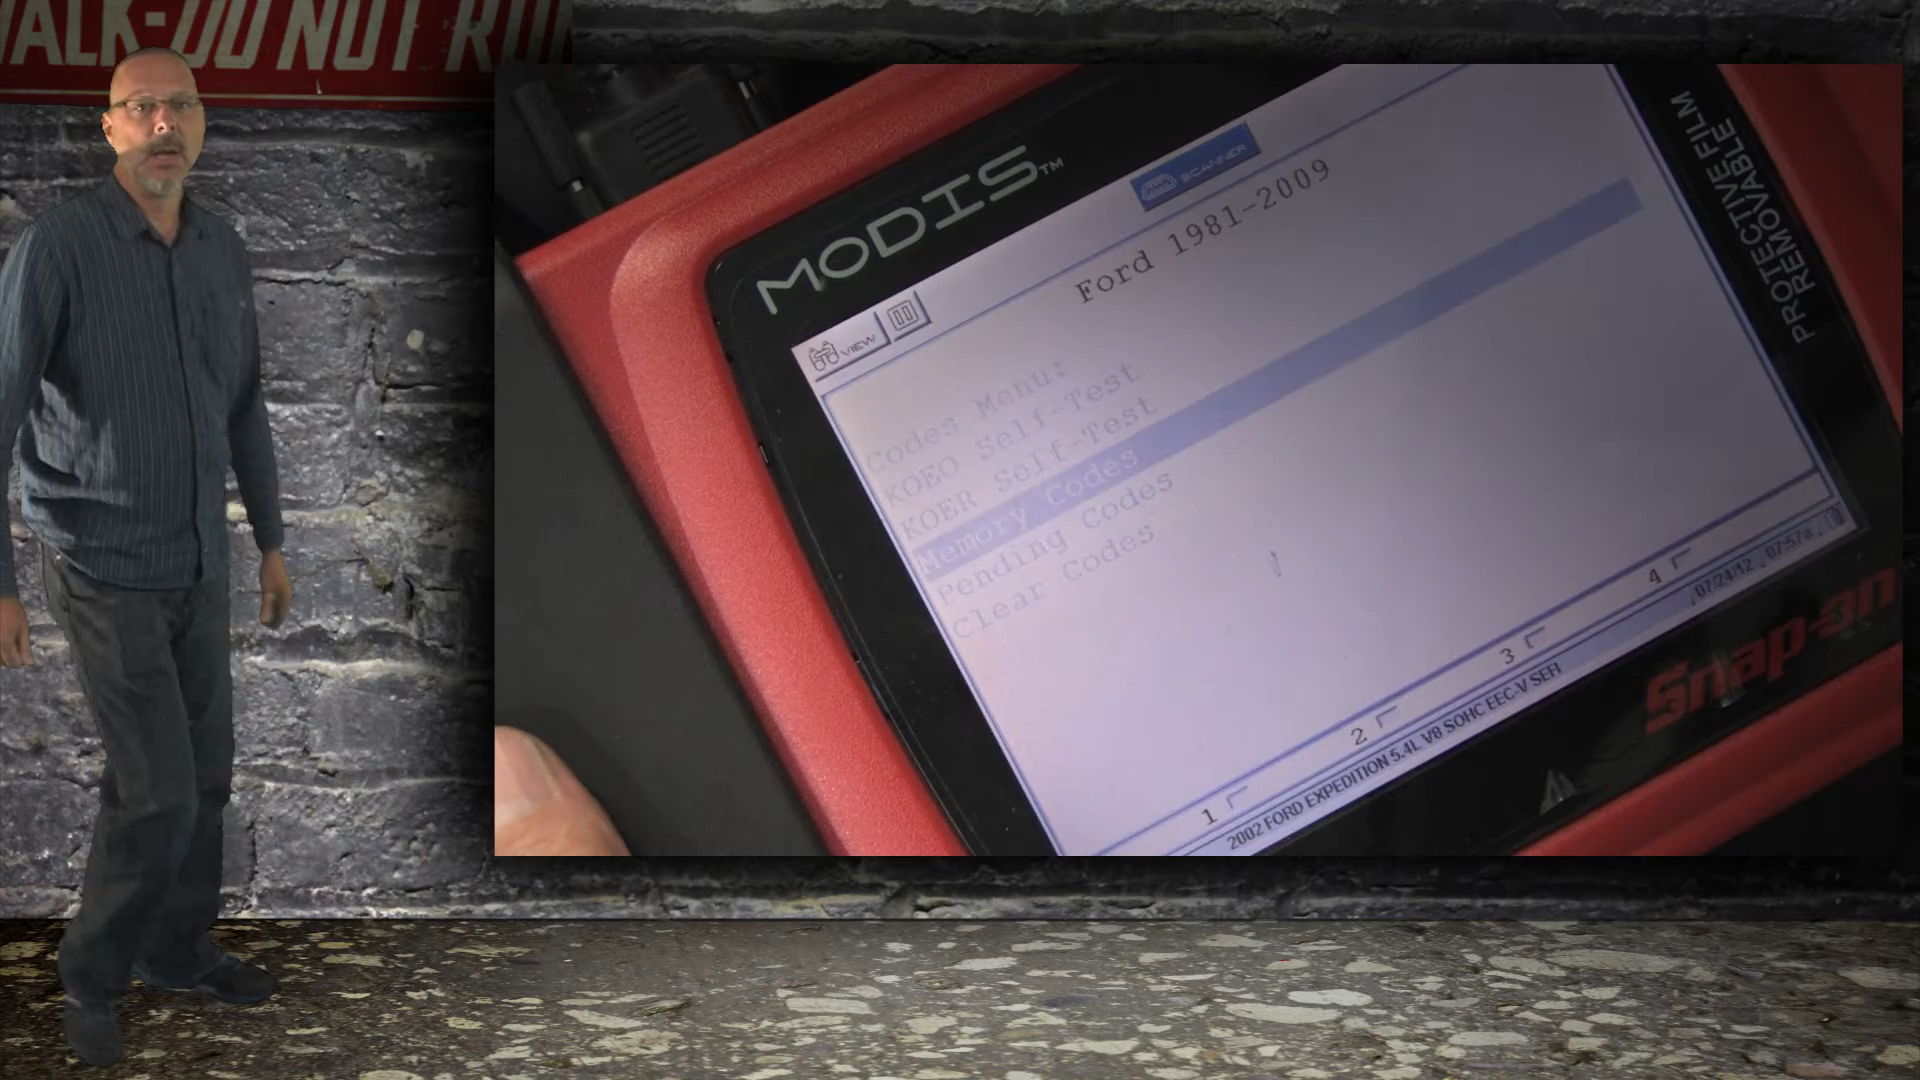 ALK-DO NOT RUN
MODIS™
SCANNER
VIEW
Ford 1981-2009
Codes Menu:
KOEO Self-Test
KOER Self-Test
Memory Codes
Pending Codes
Clear Codes
1
2
3
4
2002 FORD EXPEDITION 5.4L V8 SOHC EEC-V SEFI
07/24/12, 07:57a
Snap-on
PROTECTIVE FILM
REMOVABLE